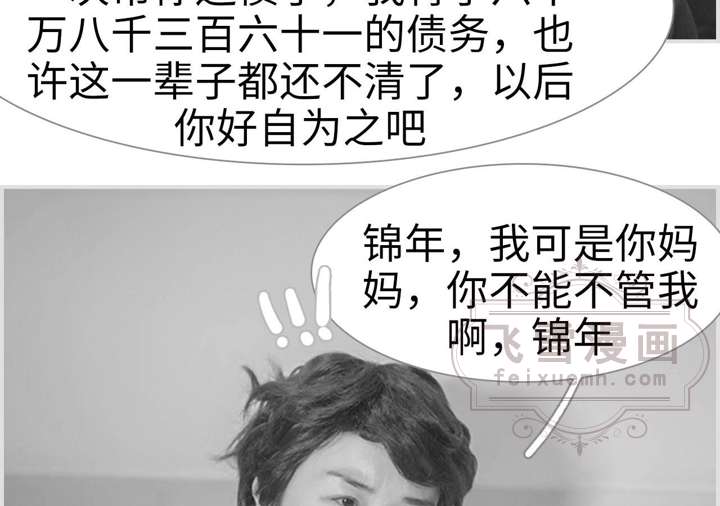 万八千三百六十一的债务，也
许这一辈子都还不清了，以后
你好自为之吧
锦年，我可是你妈
妈，你不能不管我
啊，锦年
飞雪漫画
feixuemh.com